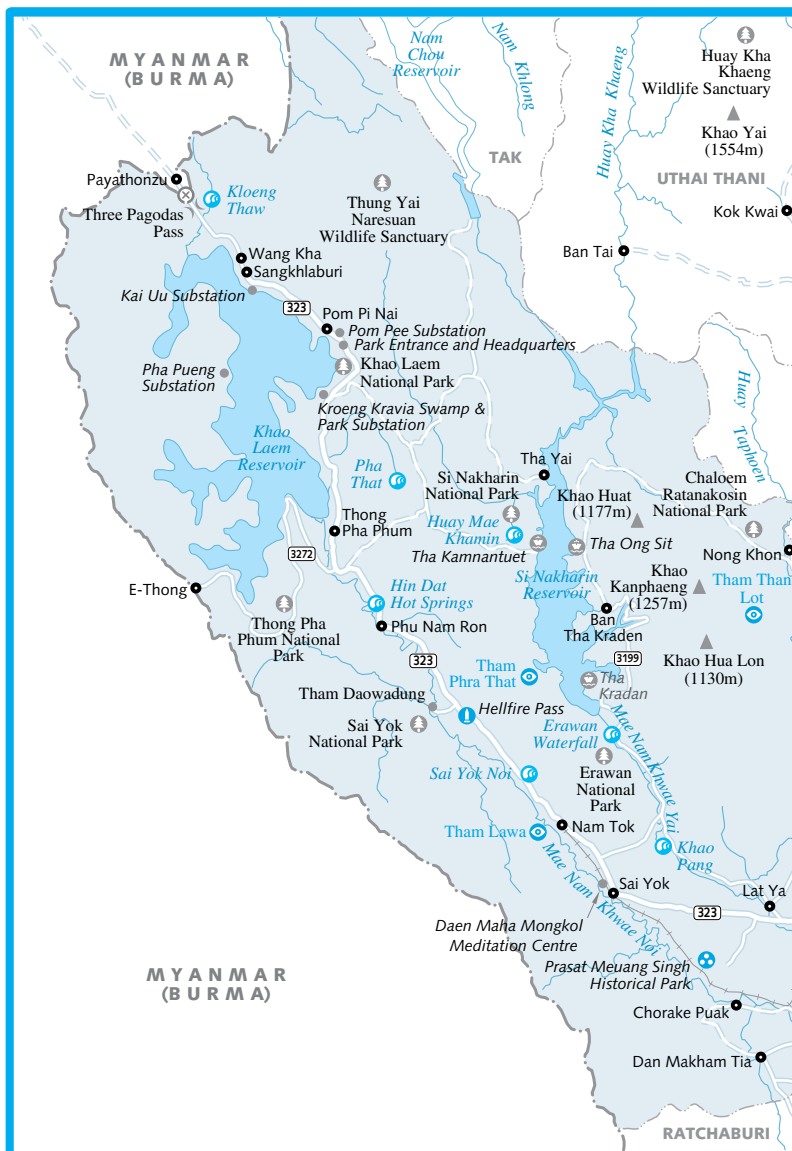 MYANMAR
(BURMA)
Nam
Chou
Reservoir
Nam Khlong
Huay Kha Khaeng
Huay Kha
Khaeng
Wildlife Sanctuary
Khao Yai
(1554m)
TAK
UTHAI THANI
Payathonzu
Kloeng
Thaw
Three Pagodas
Pass
Thung Yai
Naresuan
Wildlife Sanctuary
Kok Kwai
Ban Tai
Wang Kha
Sangkhlaburi
Kai Uu Substation
323
Pom Pi Nai
Pom Pee Substation
Park Entrance and Headquarters
Khao Laem
National Park
Pha Pueng
Substation
Kroeng Kravia Swamp &
Park Substation
Huay Taphoen
Khao
Laem
Reservoir
Pha
That
Tha Yai
Si Nakharin
National Park
Khao Huat
(1177m)
Chaloem
Ratanakosin
National Park
Thong
Pha Phum
Huay Mae
Khamin
Tha Kamnantuet
Tha Ong Sit
Nong Khon
3272
E-Thong
Hin Dat
Hot Springs
Si Nakharin
Reservoir
Khao
Kanphaeng
(1257m)
Tham Than
Lot
Thong Pha
Phum National
Park
Phu Nam Ron
Ban
Tha Kraden
323
3199
Khao Hua Lon
(1130m)
Tham
Phra That
Tha
Kradan
Tham Daowadung
Hellfire Pass
Sai Yok
National Park
Erawan
Waterfall
Mae Nam Khwae Yai
Sai Yok Noi
Erawan
National
Park
Tham Lawa
Nam Tok
Khao
Pang
Mae Nam Khwae Noi
Sai Yok
Lat Ya
323
Daen Maha Mongkol
Meditation Centre
Prasat Meuang Singh
Historical Park
MYANMAR
(BURMA)
Chorake Puak
Dan Makham Tia
RATCHABURI